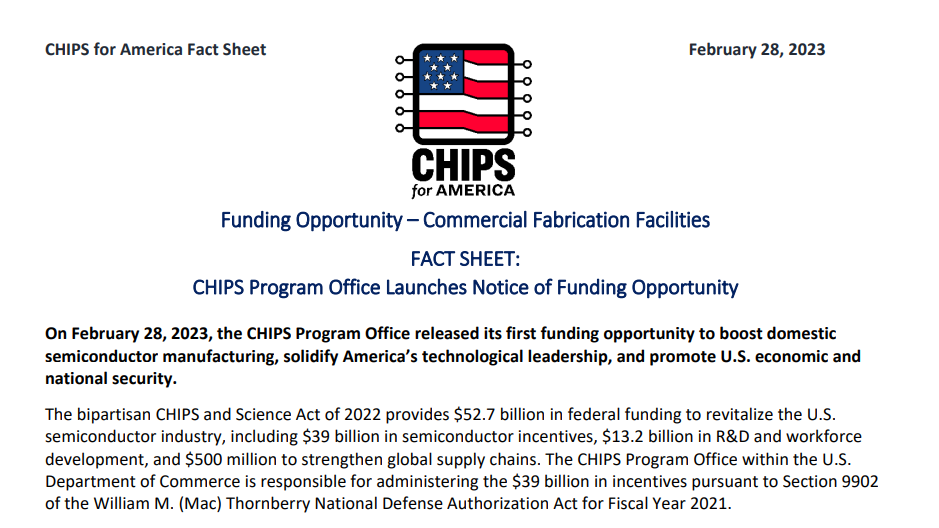 CHIPS for America Fact Sheet
February 28, 2023
CHIPS
for AMERICA
Funding Opportunity – Commercial Fabrication Facilities
FACT SHEET:
CHIPS Program Office Launches Notice of Funding Opportunity
On February 28, 2023, the CHIPS Program Office released its first funding opportunity to boost domestic
semiconductor manufacturing, solidify America’s technological leadership, and promote U.S. economic and
national security.
The bipartisan CHIPS and Science Act of 2022 provides $52.7 billion in federal funding to revitalize the U.S.
semiconductor industry, including $39 billion in semiconductor incentives, $13.2 billion in R&D and workforce
development, and $500 million to strengthen global supply chains. The CHIPS Program Office within the U.S.
Department of Commerce is responsible for administering the $39 billion in incentives pursuant to Section 9902
of the William M. (Mac) Thornberry National Defense Authorization Act for Fiscal Year 2021.